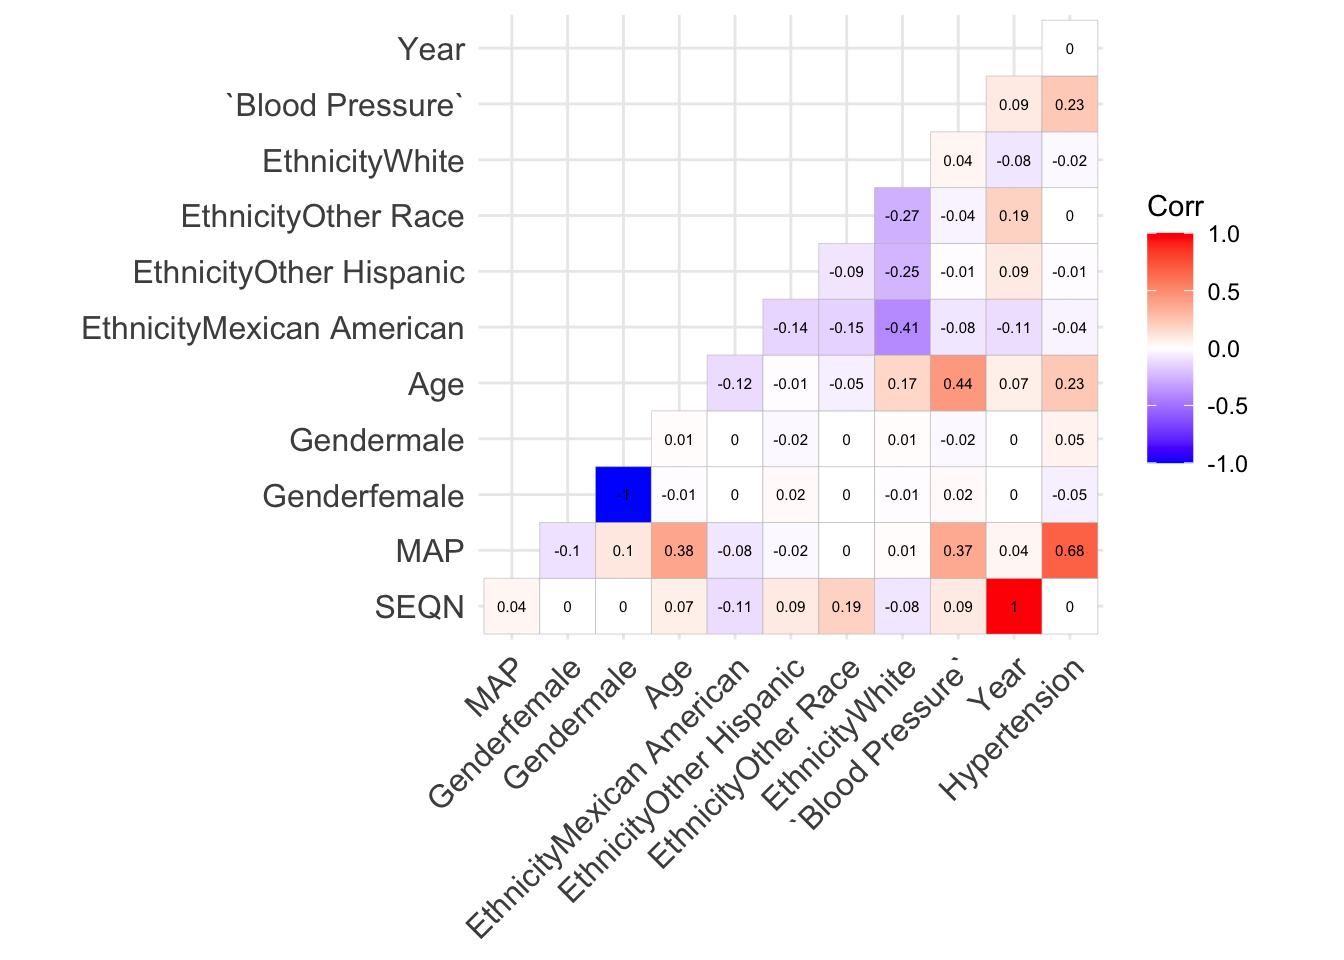 Year
0
`Blood Pressure`
0.09 0.23
EthnicityWhite
0.04 -0.08 -0.02
EthnicityOther Race
-0.27 -0.04 0.19 0
EthnicityOther Hispanic
-0.09 -0.25 -0.01 0.09 -0.01
EthnicityMexican American
-0.14 -0.15 -0.41 -0.08 -0.11 -0.04
Age
-0.12 -0.01 -0.05 0.17 0.44 0.07 0.23
Gendermale
0.01 0 -0.02 0 0.01 -0.02 0 0.05
Genderfemale
-1 -0.01 0 0.02 0 -0.01 0.02 0 -0.05
MAP
-0.1 0.1 0.38 -0.08 -0.02 0 0.01 0.37 0.04 0.68
SEQN
0.04 0 0 0.07 -0.11 0.09 0.19 -0.08 0.09 1 0
MAP
Genderfemale
Gendermale
Age
EthnicityMexican American
EthnicityOther Hispanic
EthnicityOther Race
EthnicityWhite
`Blood Pressure`
Year
Hypertension
Corr
1.0
0.5
0.0
-0.5
-1.0